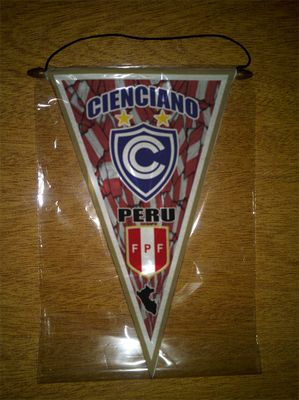 CIENCIANO
C
PERU
FPF